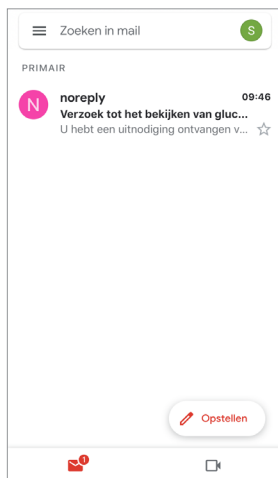 Zoeken in mail
S
PRIMAIR
N
noreply 09:46
Verzoek tot het bekijken van gluc...
U hebt een uitnodiging ontvangen v...
Opstellen
1